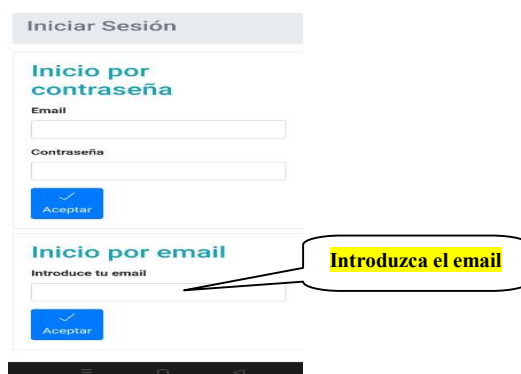 Iniciar Sesión
Inicio por
contraseña
Email
Contraseña
Aceptar
Inicio por email
Introduce tu email
Introduzca el email
Aceptar